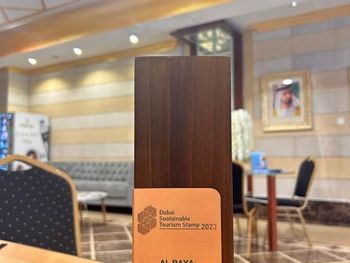 Dubai
Sustainable
Tourism Stamp 2023
AL RAYA